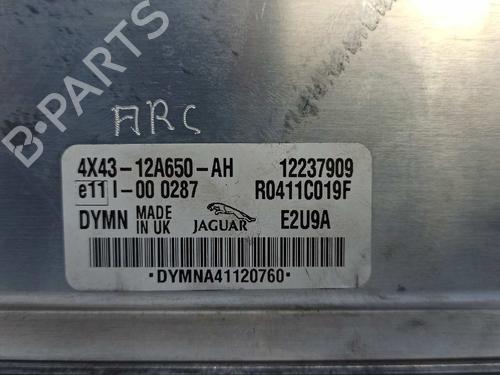 B-PARTS
ARC
4X43-12A650-AH 12237909
e11 I-00 0287 R0411C019F
DYMN MADE IN UK JAGUAR E2U9A
DYMNA41120760